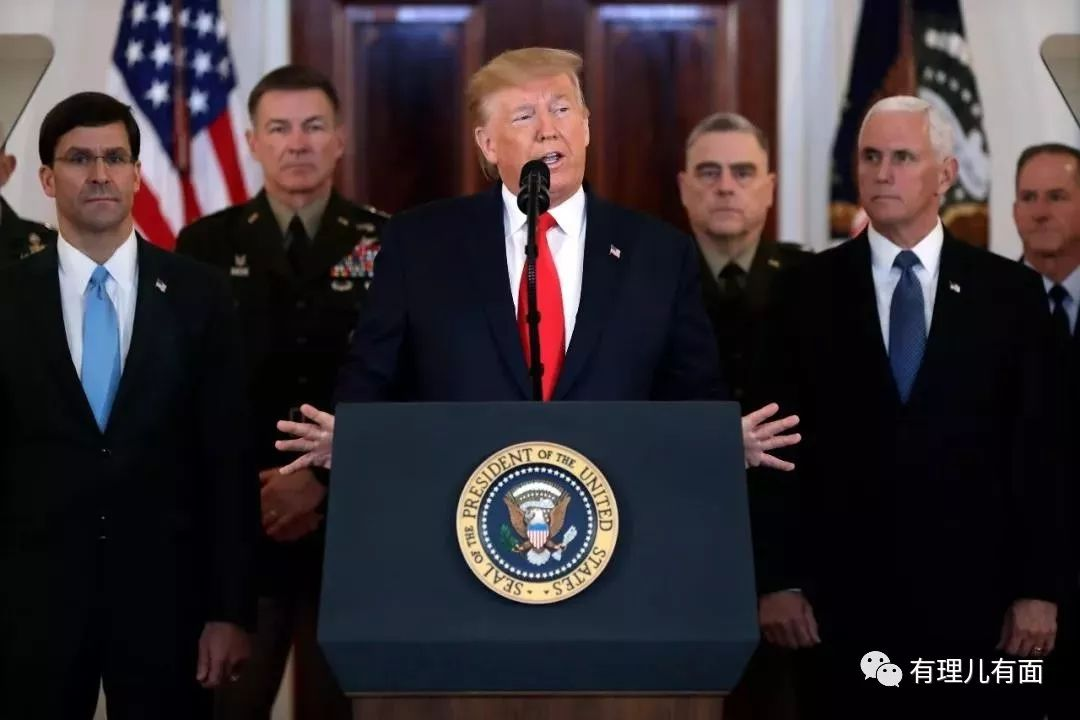 SEAL OF THE PRESIDENT OF THE UNITED STATES
有理儿有面